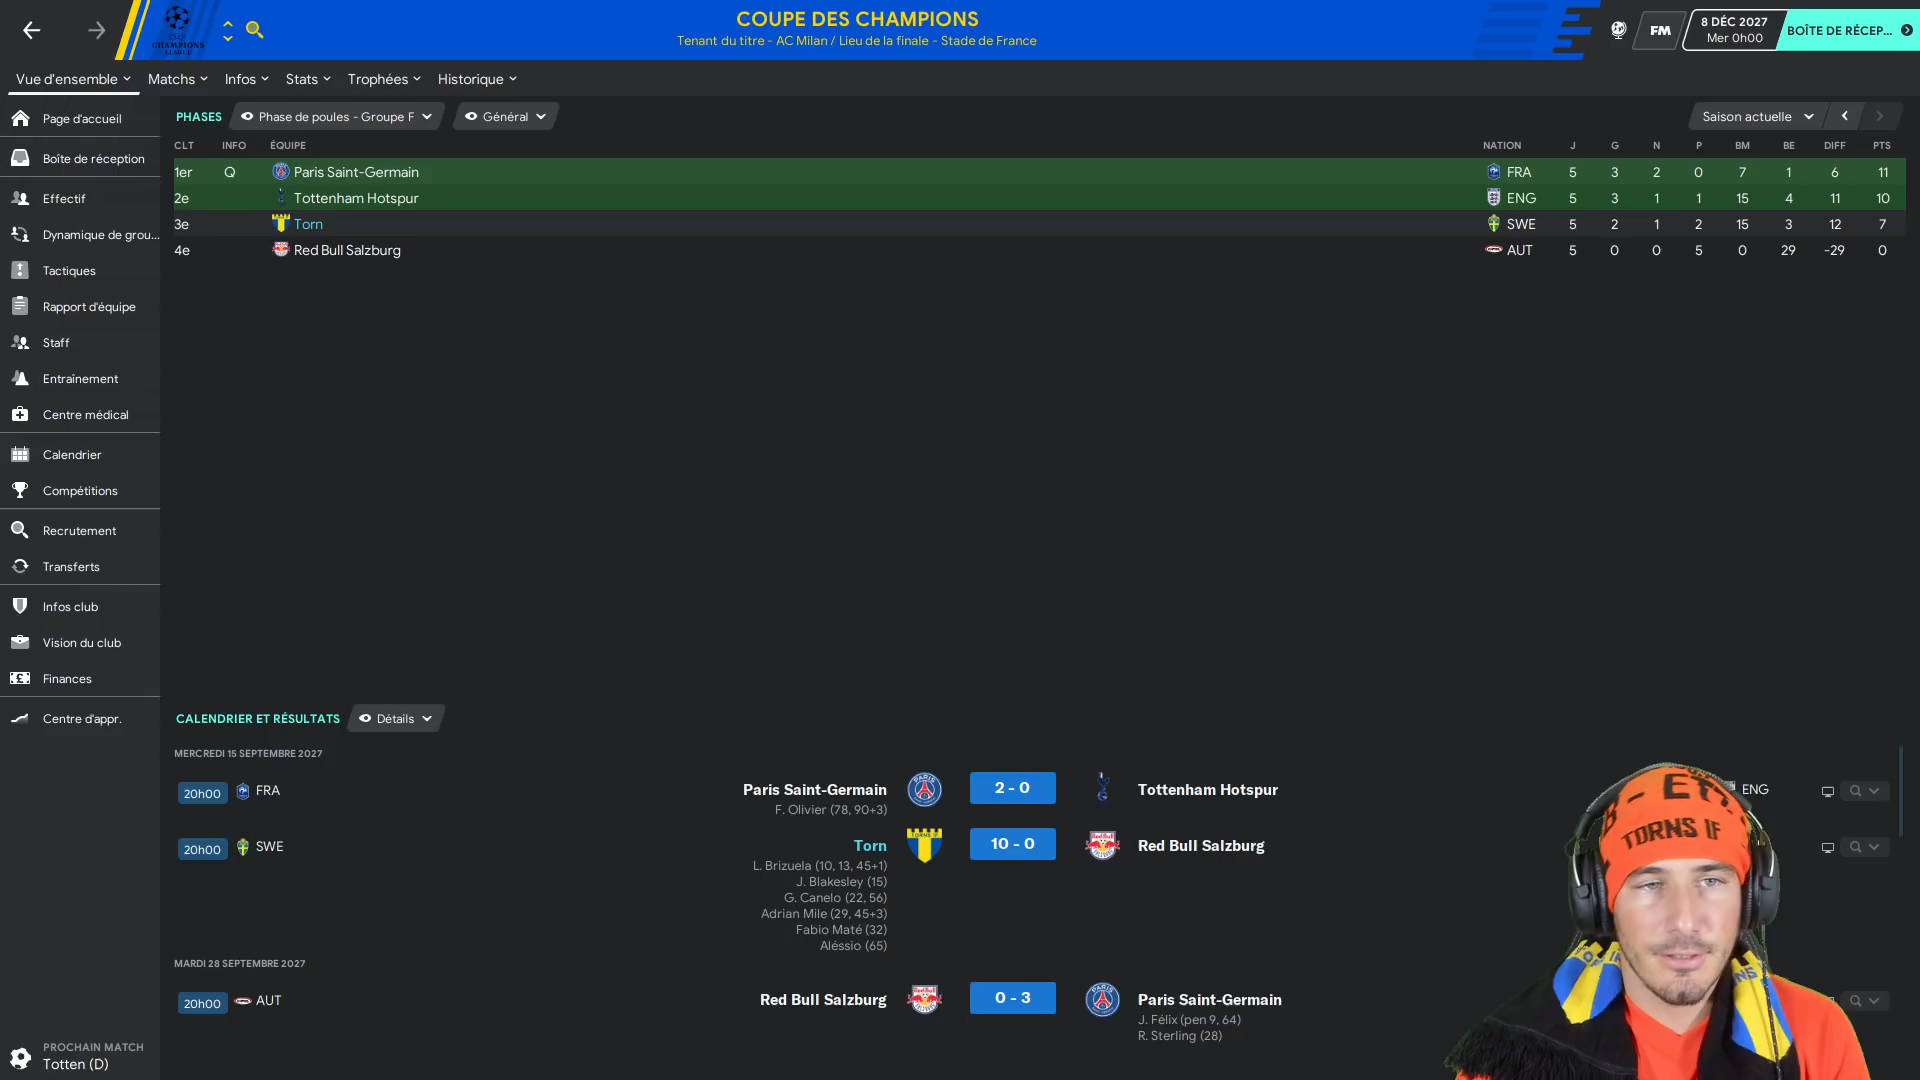 COUPE DES CHAMPIONS
Tenant du titre - AC Milan / Lieu de la finale - Stade de France
CHAMPIONS
LEAGUE
FM
8 DÉC 2027
Mer 0h00
BOÎTE DE RÉCEP...
Vue d'ensemble
Matchs
Infos
Stats
Trophées
Historique
Page d'accueil
Boîte de réception
Effectif
Dynamique de grou...
Tactiques
Rapport d'équipe
Staff
Entraînement
Centre médical
Calendrier
Compétitions
Recrutement
Transferts
Infos club
Vision du club
Finances
Centre d'appr.
PROCHAIN MATCH
Totten (D)
PHASES
Phase de poules - Groupe F
Général
Saison actuelle
CLT INFO ÉQUIPE NATION J G N P BM BE DIFF PTS
1er Q Paris Saint-Germain FRA 5 3 2 0 7 1 6 11
2e Tottenham Hotspur ENG 5 3 1 1 15 4 11 10
3e Torn SWE 5 2 1 2 15 3 12 7
4e Red Bull Salzburg AUT 5 0 0 5 0 29 -29 0
CALENDRIER ET RÉSULTATS
Détails
MERCREDI 15 SEPTEMBRE 2027
20h00 FRA Paris Saint-Germain 2 - 0 Tottenham Hotspur ENG
F. Olivier (78, 90+3)
20h00 SWE Torn 10 - 0 Red Bull Salzburg
L. Brizuela (10, 13, 45+1)
J. Blakesley (15)
G. Canelo (22, 56)
Adrian Mile (29, 45+3)
Fabio Maté (32)
Aléssio (65)
MARDI 28 SEPTEMBRE 2027
20h00 AUT Red Bull Salzburg 0 - 3 Paris Saint-Germain
J. Félix (pen 9, 64)
R. Sterling (28)
TORNS IF